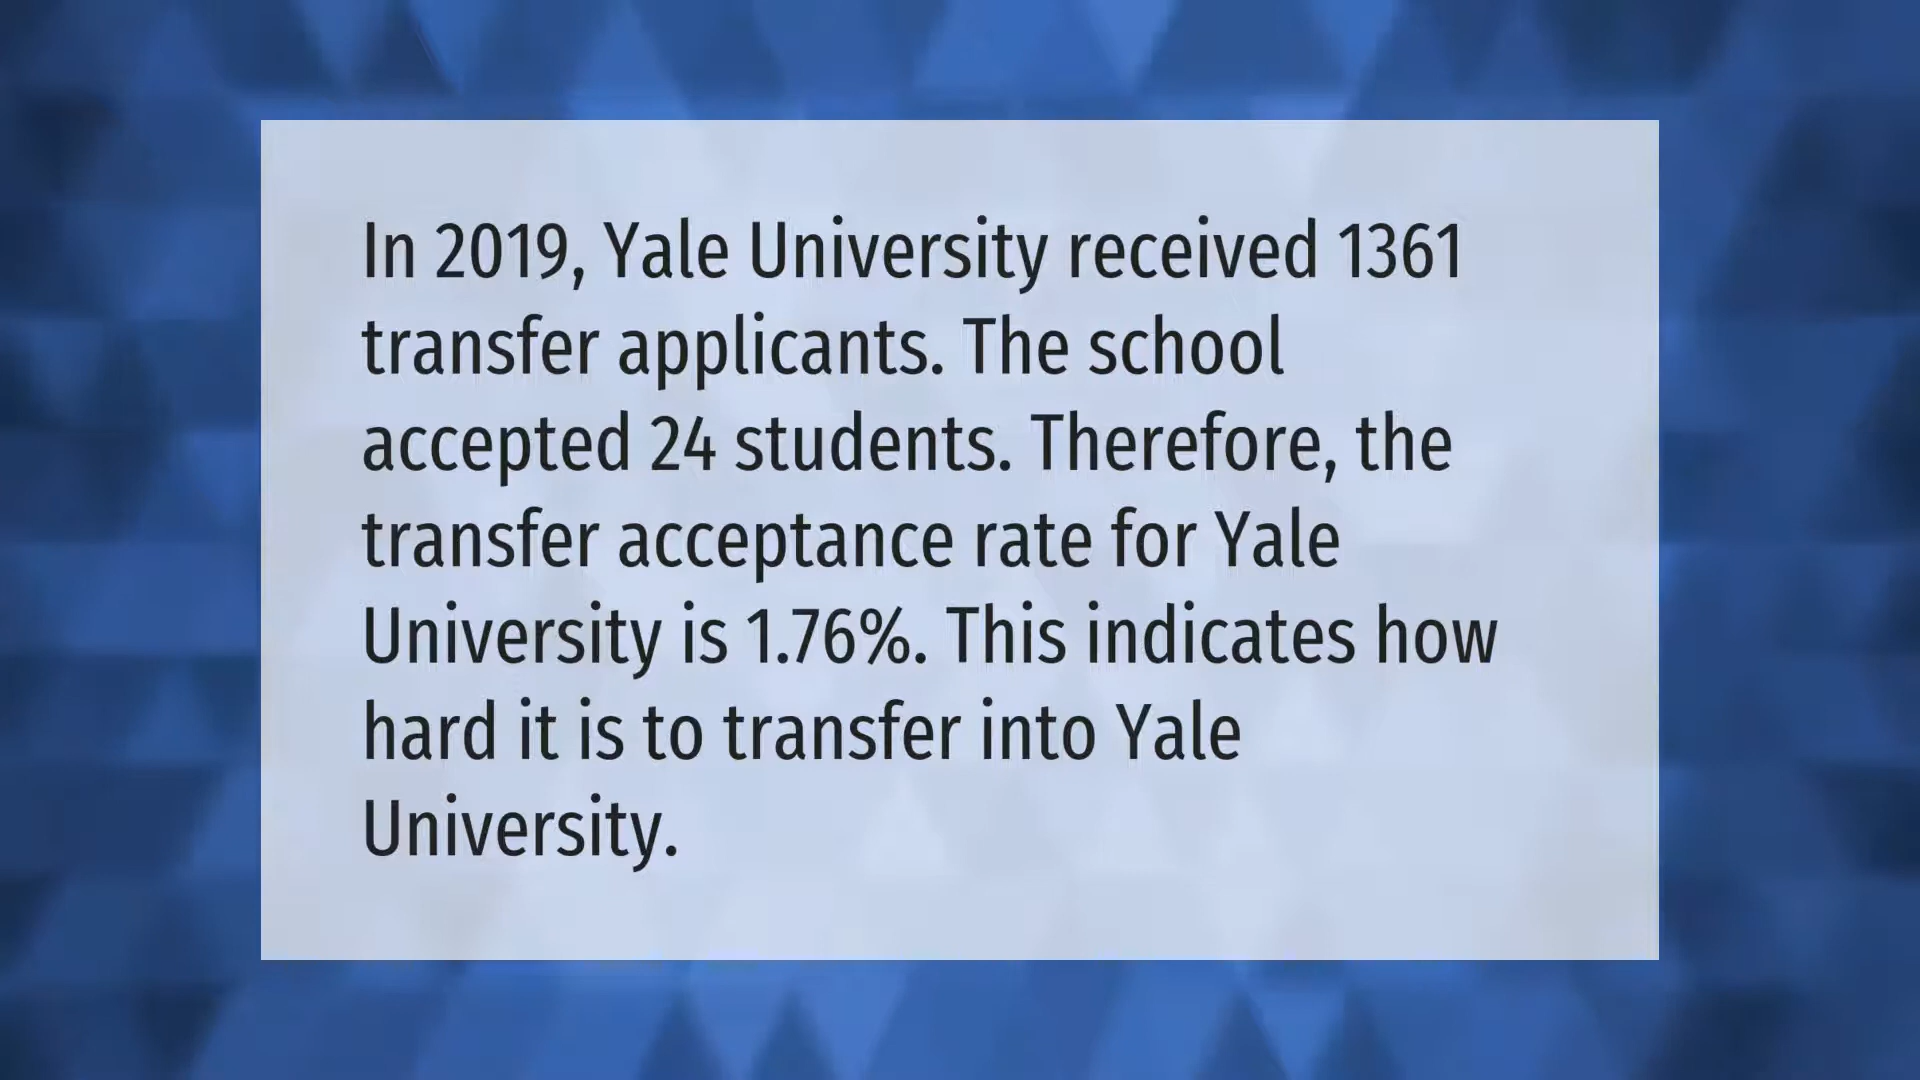 In 2019, Yale University received 1361
transfer applicants. The school
accepted 24 students. Therefore, the
transfer acceptance rate for Yale
University is 1.76%. This indicates how
hard it is to transfer into Yale
University.